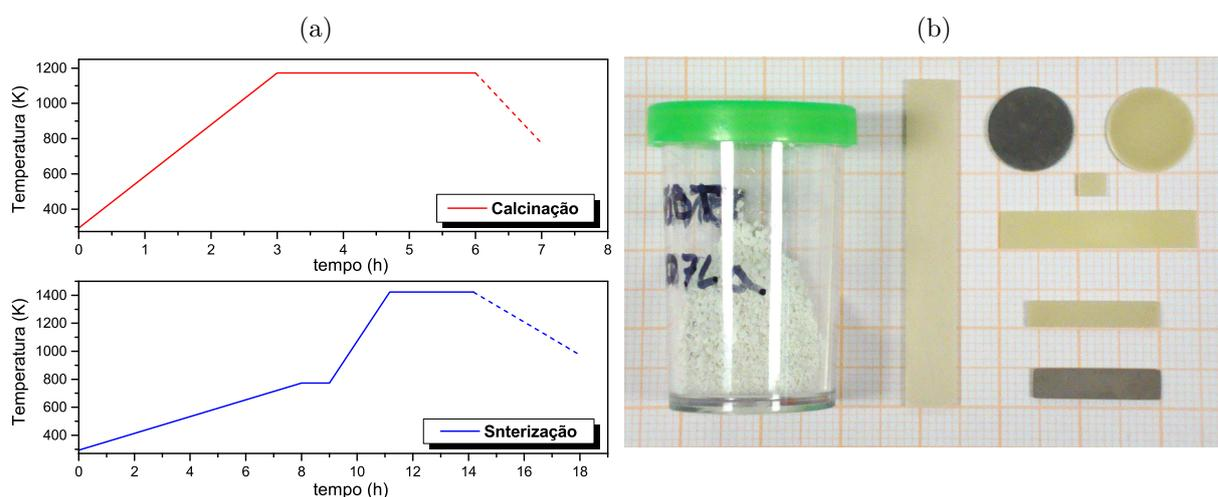 (a)
(b)
1200
1000
800
600
400
Temperatura (K)
Calcinação
0 1 2 3 4 5 6 7 8
tempo (h)
1400
1200
1000
800
600
400
Temperatura (K)
Snterização
0 2 4 6 8 10 12 14 16 18
tempo (h)